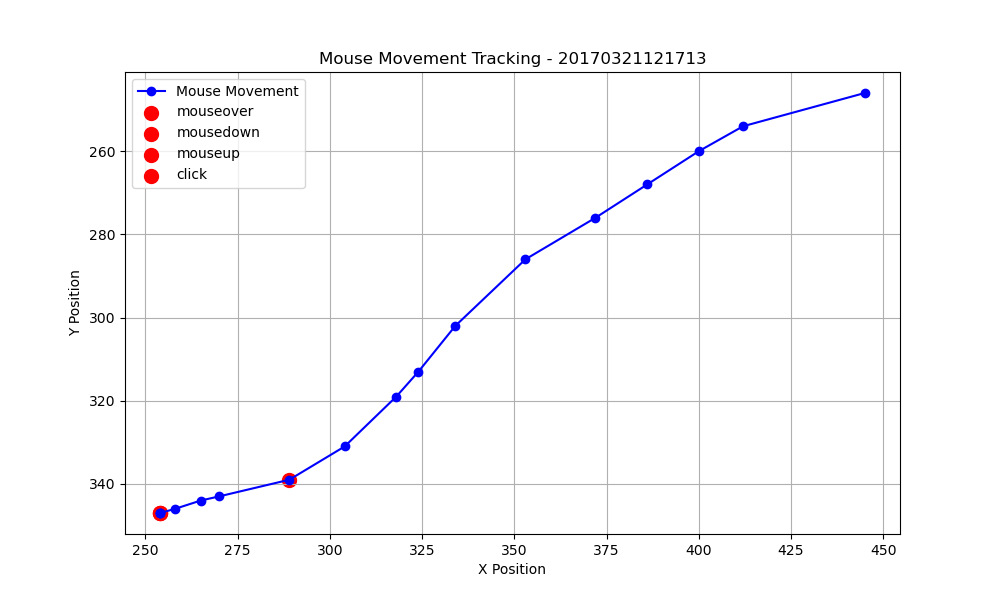 Mouse Movement Tracking - 20170321121713
Mouse Movement
mouseover
mousedown
mouseup
click
260
280
300
320
340
Y Position
250 275 300 325 350 375 400 425 450
X Position